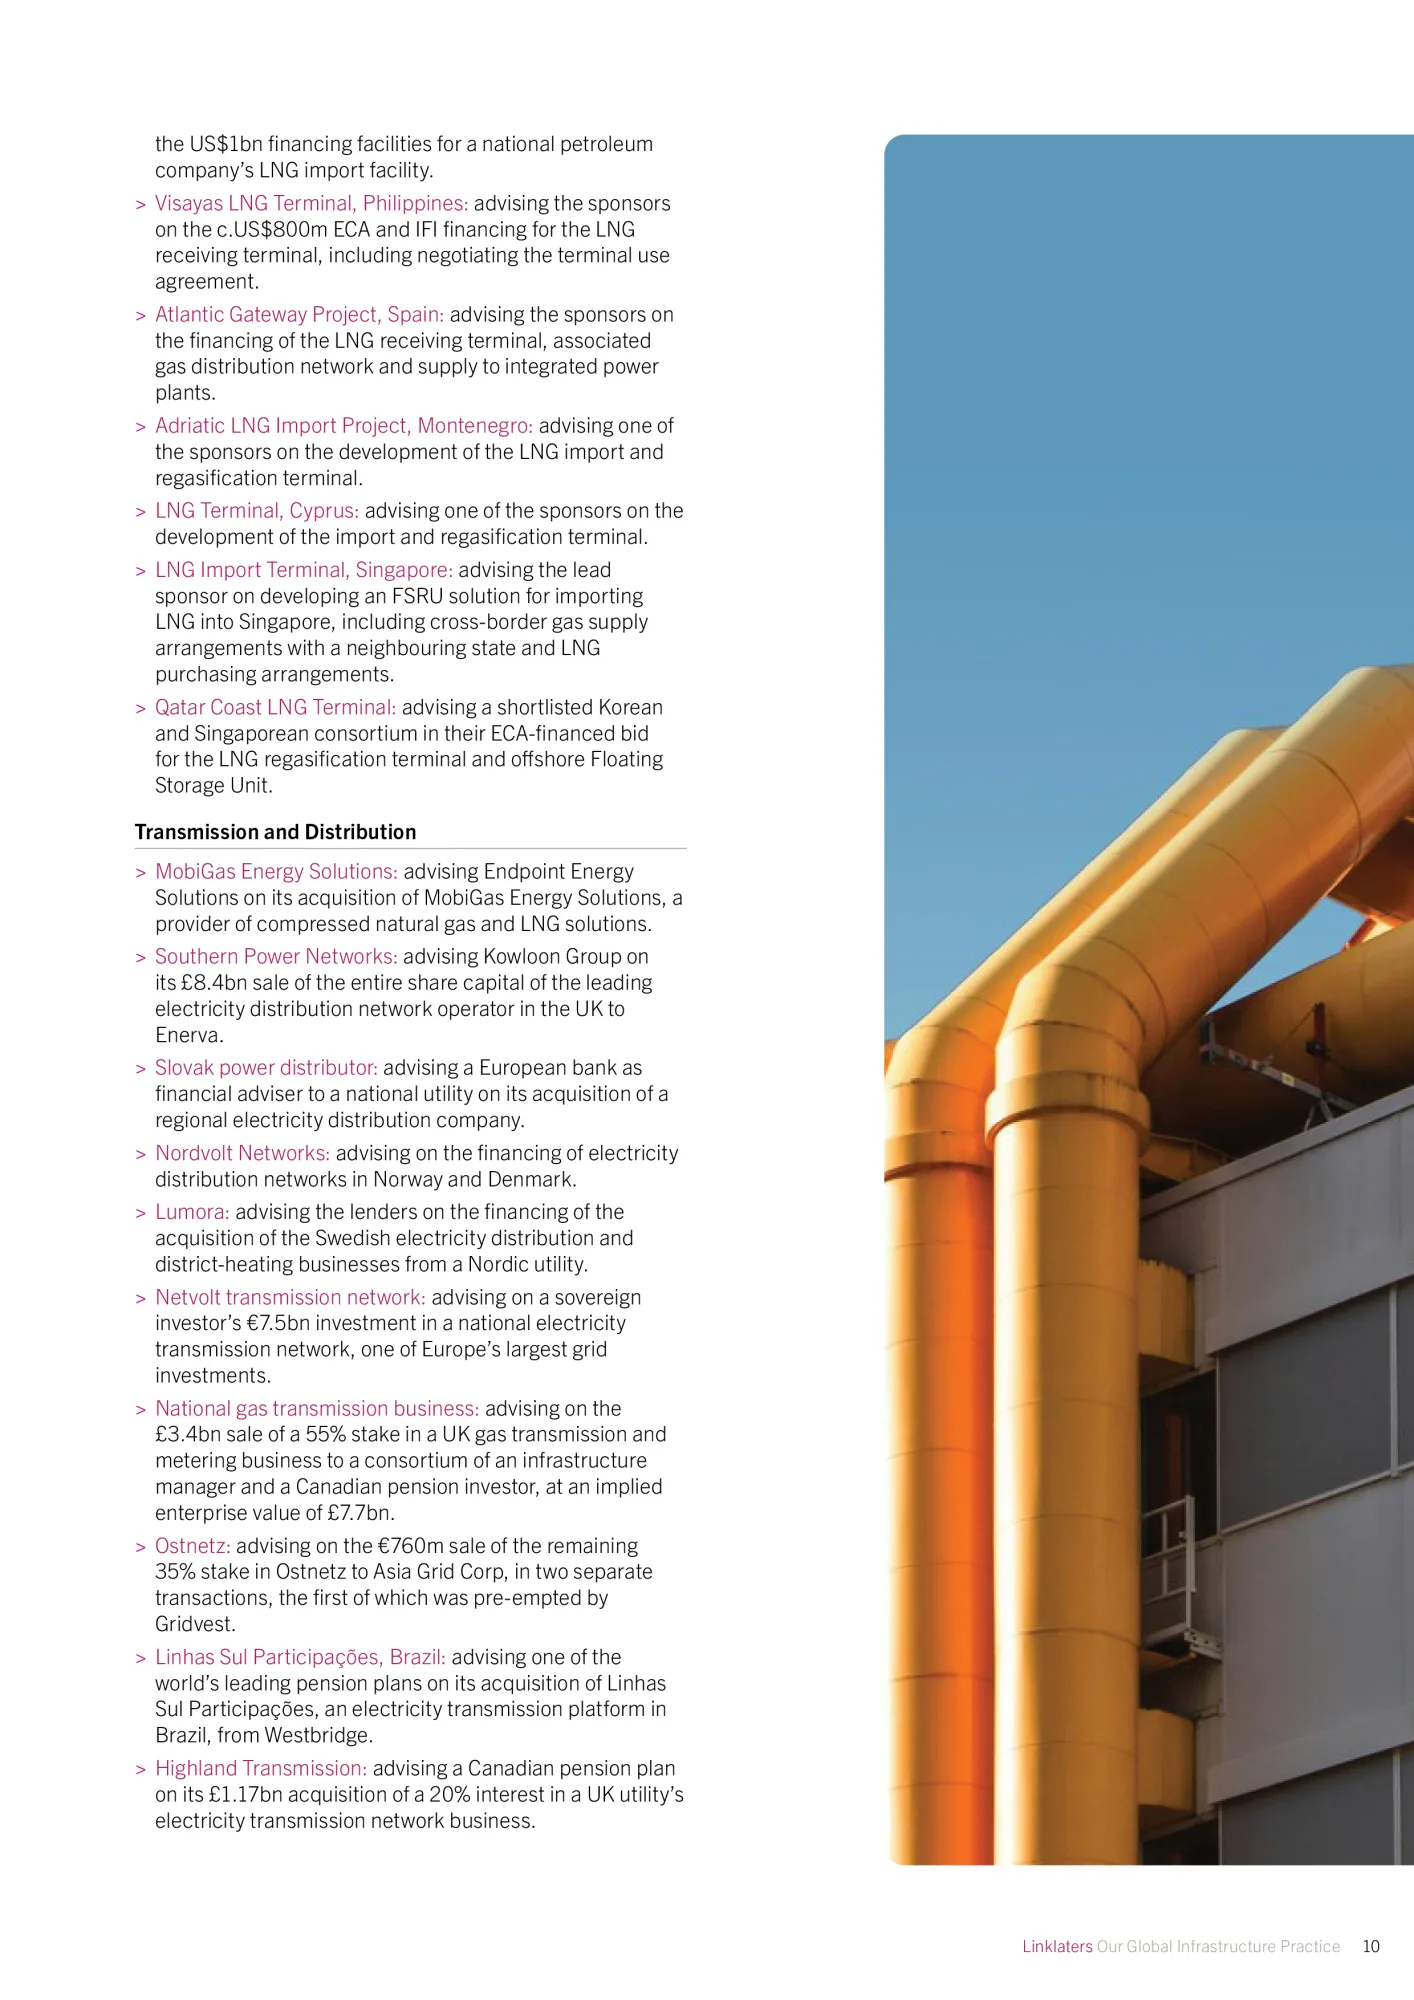 the US$1bn financing facilities for a national petroleum
company’s LNG import facility.
> Visayas LNG Terminal, Philippines: advising the sponsors
on the c.US$800m ECA and IFI financing for the LNG
receiving terminal, including negotiating the terminal use
agreement.
> Atlantic Gateway Project, Spain: advising the sponsors on
the financing of the LNG receiving terminal, associated
gas distribution network and supply to integrated power
plants.
> Adriatic LNG Import Project, Montenegro: advising one of
the sponsors on the development of the LNG import and
regasification terminal.
> LNG Terminal, Cyprus: advising one of the sponsors on the
development of the import and regasification terminal.
> LNG Import Terminal, Singapore: advising the lead
sponsor on developing an FSRU solution for importing
LNG into Singapore, including cross-border gas supply
arrangements with a neighbouring state and LNG
purchasing arrangements.
> Qatar Coast LNG Terminal: advising a shortlisted Korean
and Singaporean consortium in their ECA-financed bid
for the LNG regasification terminal and offshore Floating
Storage Unit.
Transmission and Distribution
> MobiGas Energy Solutions: advising Endpoint Energy
Solutions on its acquisition of MobiGas Energy Solutions, a
provider of compressed natural gas and LNG solutions.
> Southern Power Networks: advising Kowloon Group on
its £8.4bn sale of the entire share capital of the leading
electricity distribution network operator in the UK to
Enerva.
> Slovak power distributor: advising a European bank as
financial adviser to a national utility on its acquisition of a
regional electricity distribution company.
> Nordvolt Networks: advising on the financing of electricity
distribution networks in Norway and Denmark.
> Lumora: advising the lenders on the financing of the
acquisition of the Swedish electricity distribution and
district-heating businesses from a Nordic utility.
> Netvolt transmission network: advising on a sovereign
investor’s €7.5bn investment in a national electricity
transmission network, one of Europe’s largest grid
investments.
> National gas transmission business: advising on the
£3.4bn sale of a 55% stake in a UK gas transmission and
metering business to a consortium of an infrastructure
manager and a Canadian pension investor, at an implied
enterprise value of £7.7bn.
> Ostnetz: advising on the €760m sale of the remaining
35% stake in Ostnetz to Asia Grid Corp, in two separate
transactions, the first of which was pre-empted by
Gridvest.
> Linhas Sul Participações, Brazil: advising one of the
world’s leading pension plans on its acquisition of Linhas
Sul Participações, an electricity transmission platform in
Brazil, from Westbridge.
> Highland Transmission: advising a Canadian pension plan
on its £1.17bn acquisition of a 20% interest in a UK utility’s
electricity transmission network business.
Linklaters Our Global Infrastructure Practice 10